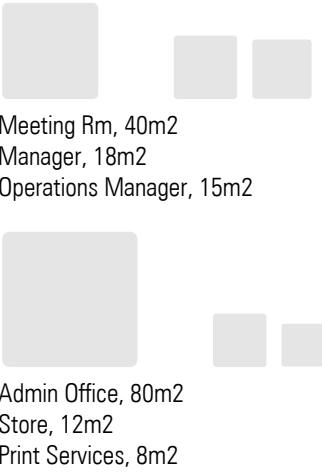 Meeting Rm, 40m2
Manager, 18m2
Operations Manager, 15m2
Admin Office, 80m2
Store, 12m2
Print Services, 8m2